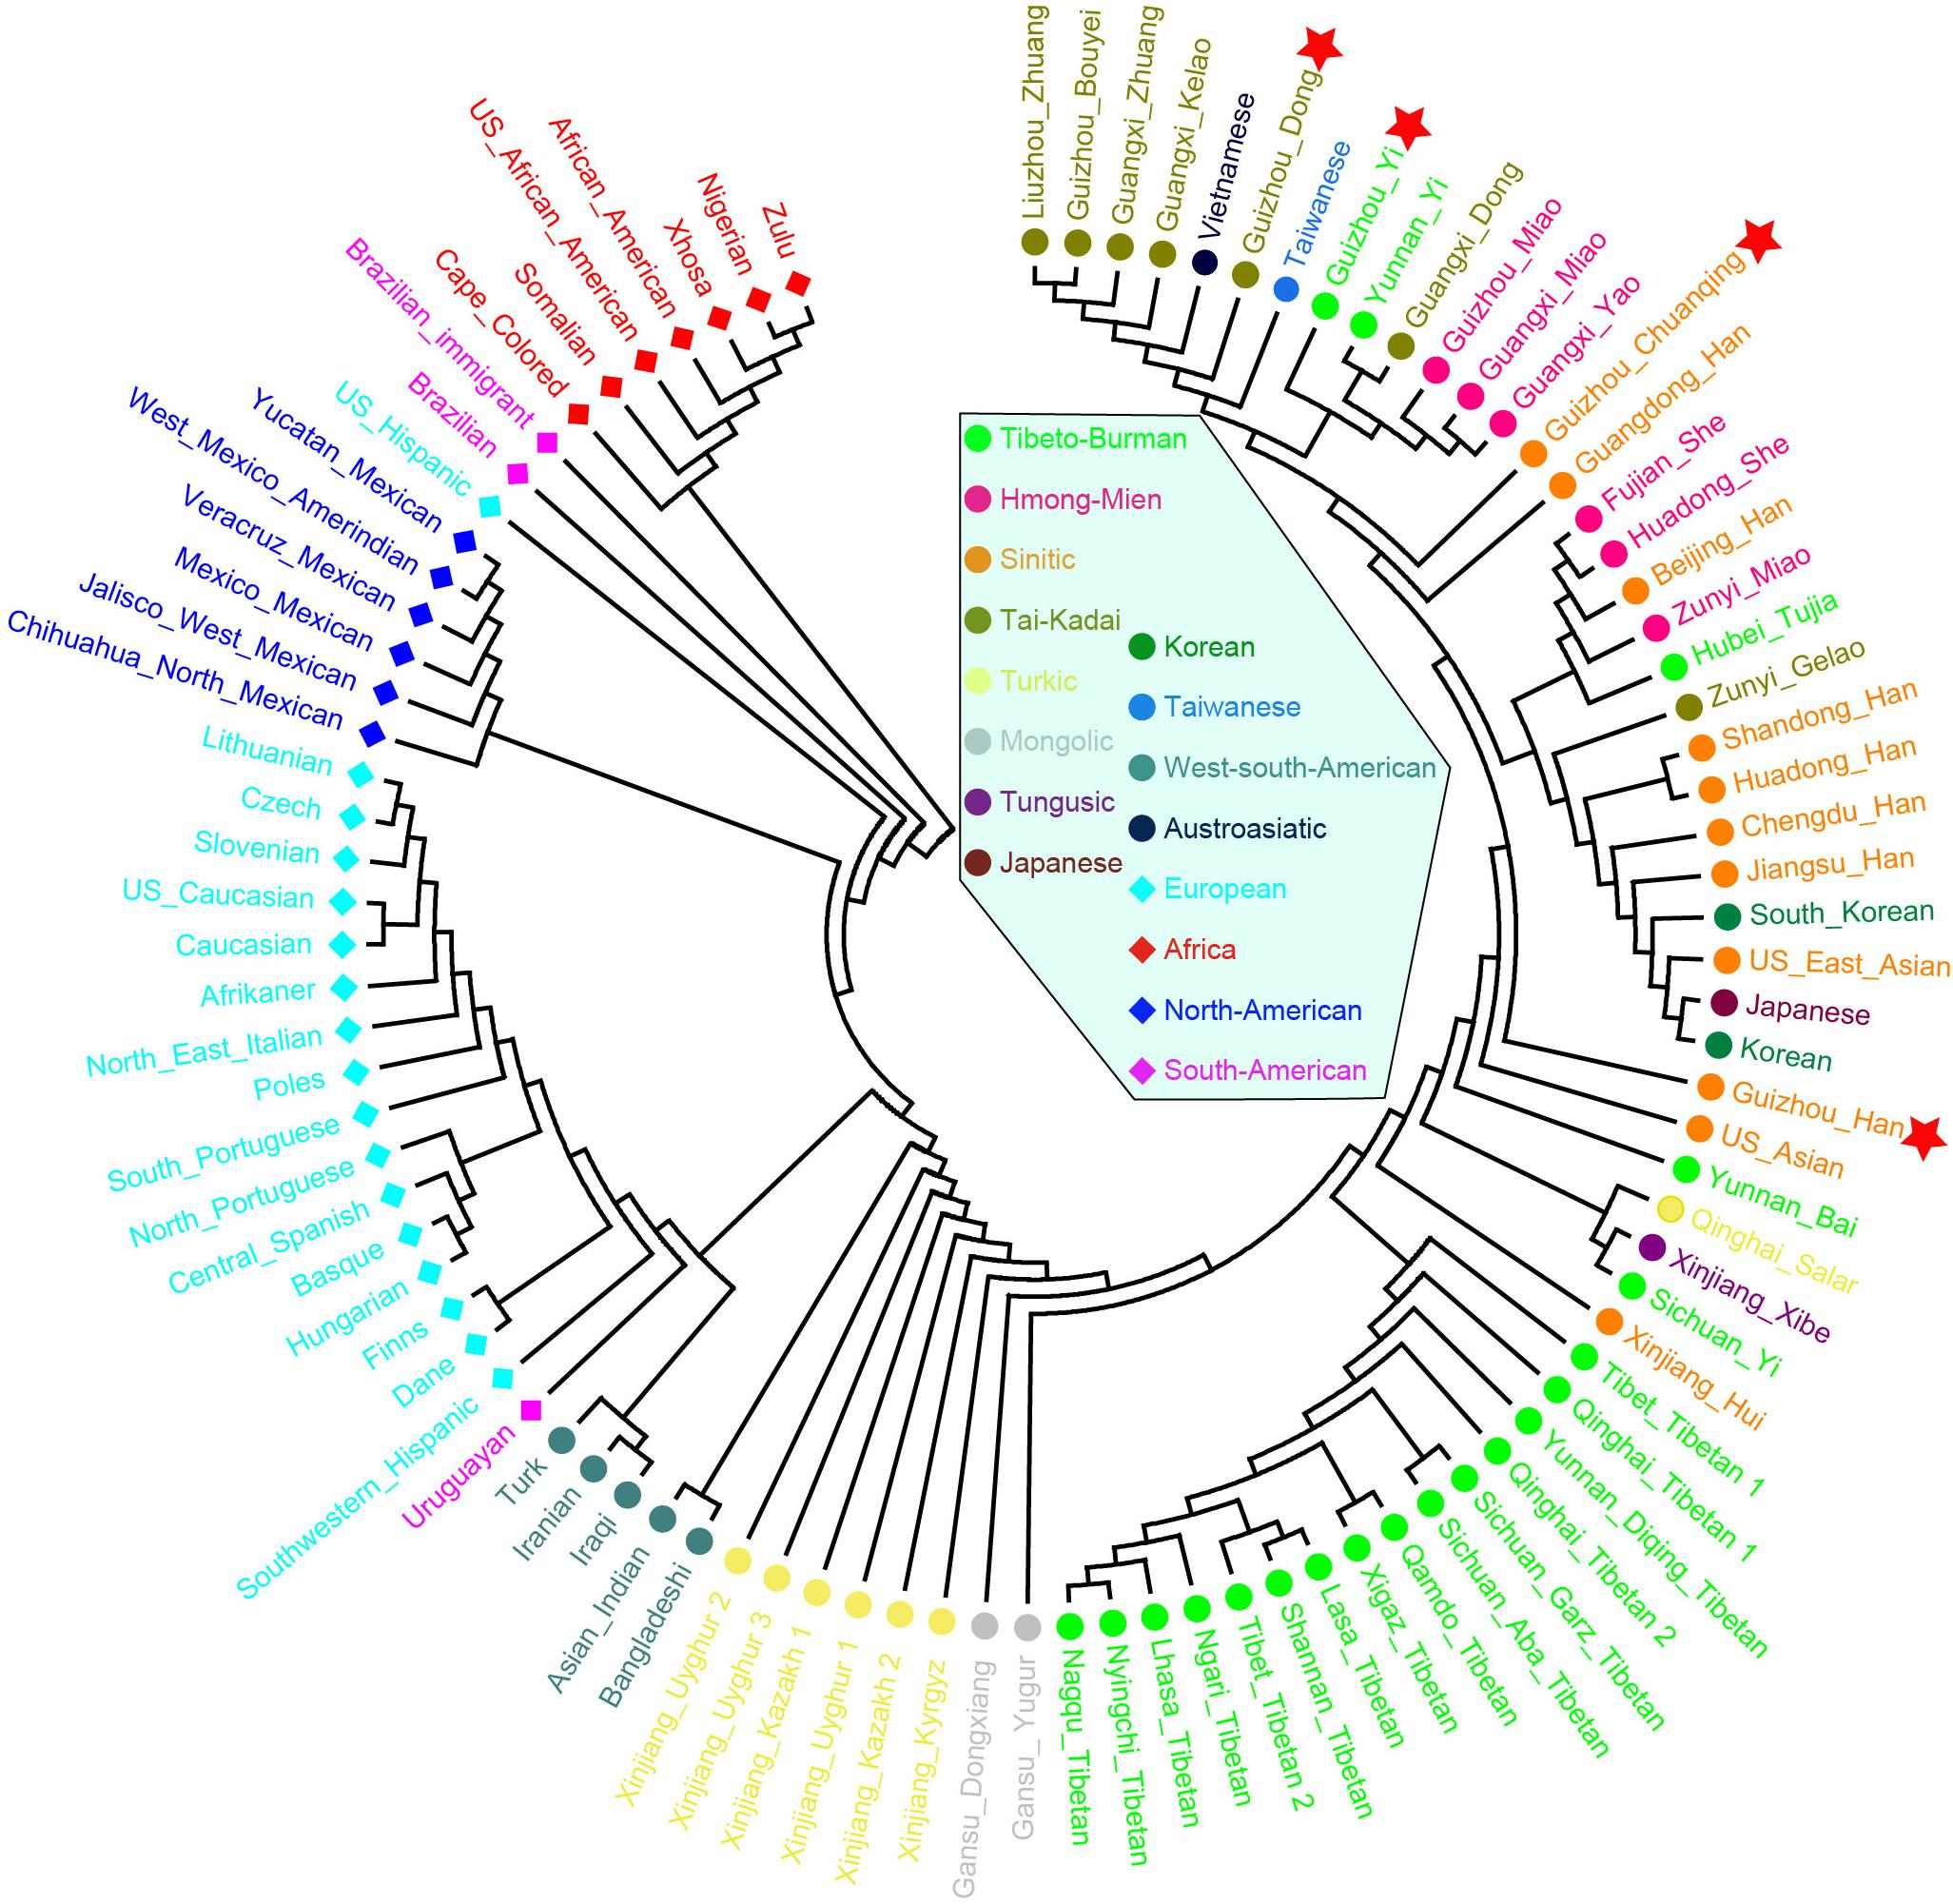 Liuzhou_Zhuang
Guizhou_Bouyei
Guangxi_Zhuang
Guangxi_Kelao
Vietnamese
Guizhou_Dong
Taiwanese
Guizhou_Yi
Yunnan_Yi
Guangxi_Dong
Guizhou_Miao
Guangxi_Miao
Guangxi_Yao
Guizhou_Chuanqing
Guangdong_Han
Fujian_She
Huadong_She
Beijing_Han
Zunyi_Miao
Hubei_Tujia
Zunyi_Gelao
Shandong_Han
Huadong_Han
Chengdu_Han
Jiangsu_Han
South_Korean
US_East_Asian
Japanese
Korean
Guizhou_Han
US_Asian
Yunnan_Bai
Qinghai_Salar
Xinjiang_Xibe
Sichuan_Yi
Xinjiang_Hui
Tibet_Tibetan 1
Qinghai_Tibetan 1
Yunnan_Diqing_Tibetan
Qinghai_Tibetan 2
Sichuan_Garz_Tibetan
Sichuan_Aba_Tibetan
Qamdo_Tibetan
Xigaz_Tibetan
Lasa_Tibetan
Shannan_Tibetan
Tibet_Tibetan 2
Ngari_Tibetan
Lhasa_Tibetan
Nyingchi_Tibetan
Nagqu_Tibetan
Gansu_ Yugur
Gansu_Dongxiang
Xinjiang_Kyrgyz
Xinjiang_Kazakh 2
Xinjiang_Uyghur 1
Xinjiang_Kazakh 1
Xinjiang_Uyghur 3
Xinjiang_Uyghur 2
Bangladeshi
Asian_Indian
Iraqi
Iranian
Turk
Uruguayan
Southwestern_Hispanic
Dane
Finns
Hungarian
Basque
Central_Spanish
North_Portuguese
South_Portuguese
Poles
North_East_Italian
Afrikaner
Caucasian
US_Caucasian
Slovenian
Czech
Lithuanian
Chihuahua_North_Mexican
Jalisco_West_Mexican
Mexico_Mexican
Veracruz_Mexican
West_Mexico_Amerindian
Yucatan_Mexican
US_Hispanic
Brazilian
Brazilian_immigrant
Cape_Colored
Somalian
US_African_American
African_American
Xhosa
Nigerian
Zulu
Tibeto-Burman
Hmong-Mien
Sinitic
Tai-Kadai
Turkic
Mongolic
Tungusic
Japanese
Korean
Taiwanese
West-south-American
Austroasiatic
European
Africa
North-American
South-American